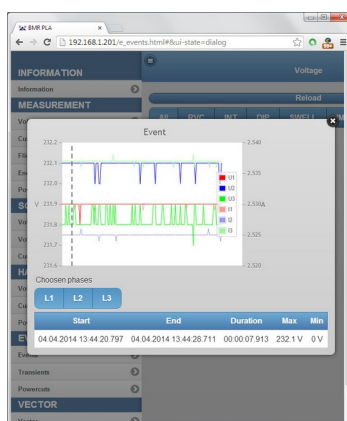 BMR PLA
192.168.1.201/e_events.html#&ui-state=dialog
INFORMATION
Voltage
Information
Reload
MEASUREMENT
All RVC INT DIP SWELL
Event
232.2 2.540
232.1 2.535
232.0
V 231.9 2.530 A
231.8
2.525
231.7
231.6 2.520
U1
U2
U3
I1
I2
I3
Choosen phases
L1 L2 L3
Start End Duration Max Min
04.04.2014 13:44:20.797 04.04.2014 13:44:28.711 00:00:07.913 232.1 V 0 V
Events
Transients
Powercuts
VECTOR